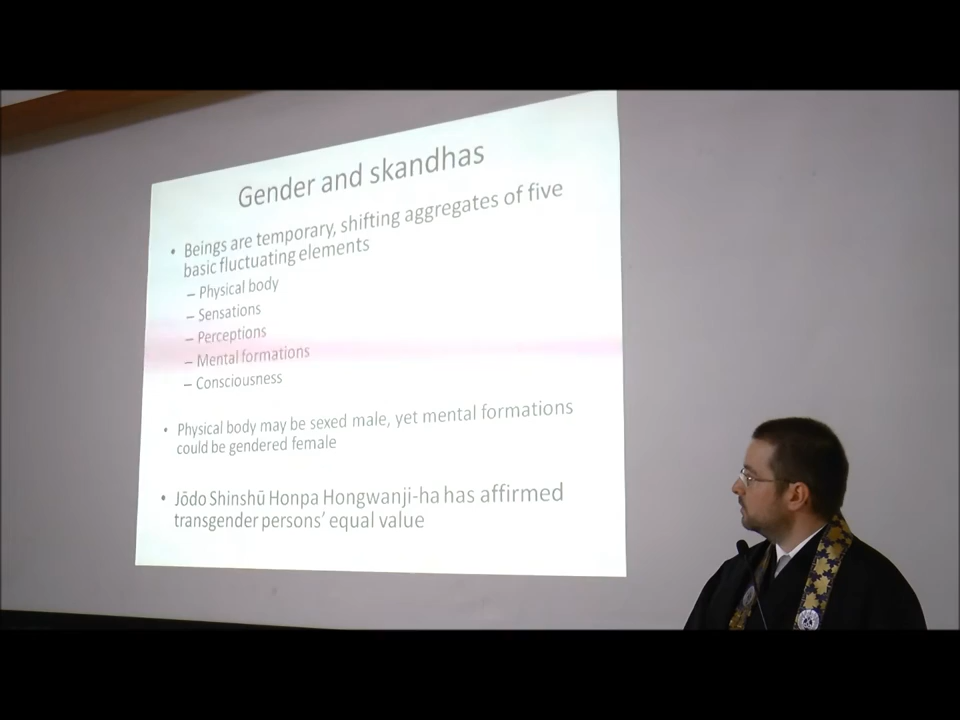 Gender and skandhas
• Beings are temporary, shifting aggregates of five
basic fluctuating elements
– Physical body
– Sensations
– Perceptions
– Mental formations
– Consciousness
• Physical body may be sexed male, yet mental formations
could be gendered female
• Jōdo Shinshū Honpa Hongwanji-ha has affirmed
transgender persons' equal value